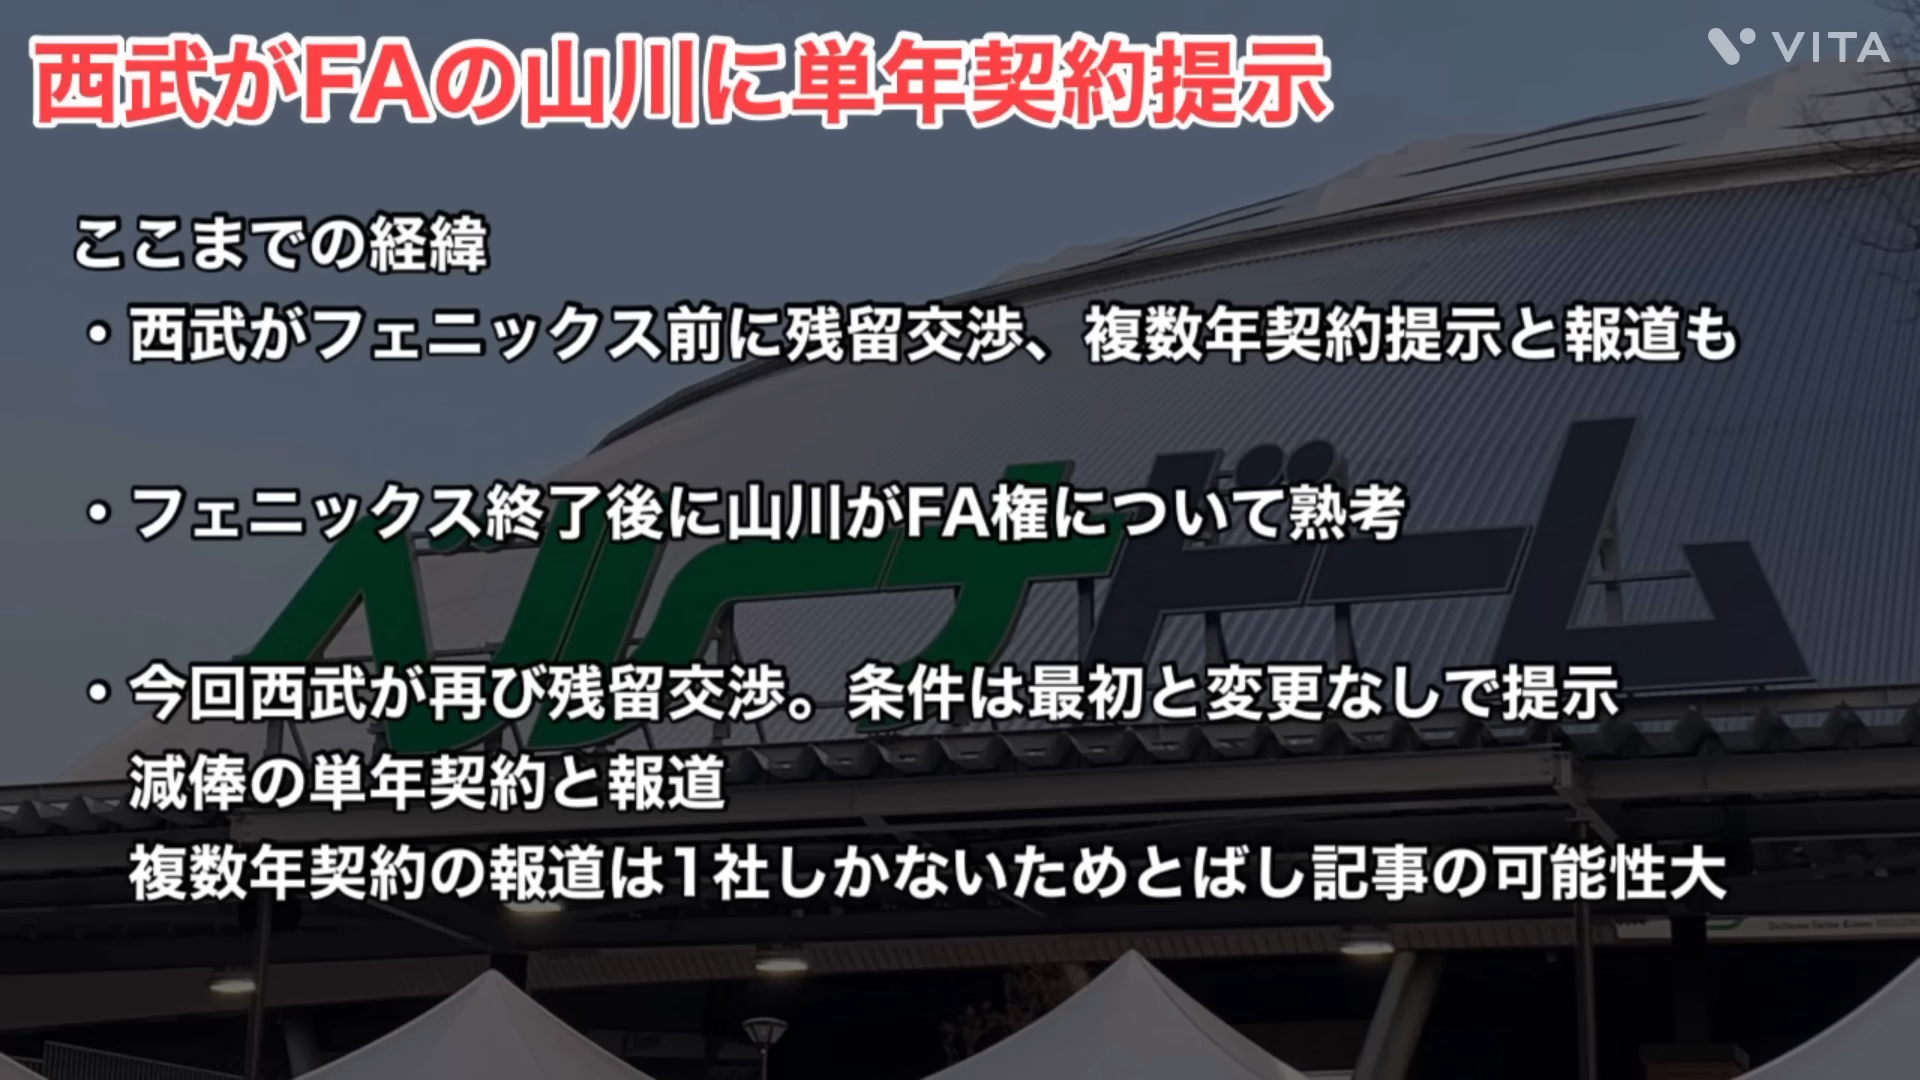 VITA
西武がFAの山川に単年契約提示
ここまでの経緯
・西武がフェニックス前に残留交渉、複数年契約提示と報道も
・フェニックス終了後に山川がFA権について熟考
ベルーナドーム
・今回西武が再び残留交渉。条件は最初と変更なしで提示
減俸の単年契約と報道
複数年契約の報道は1社しかないためとばし記事の可能性大